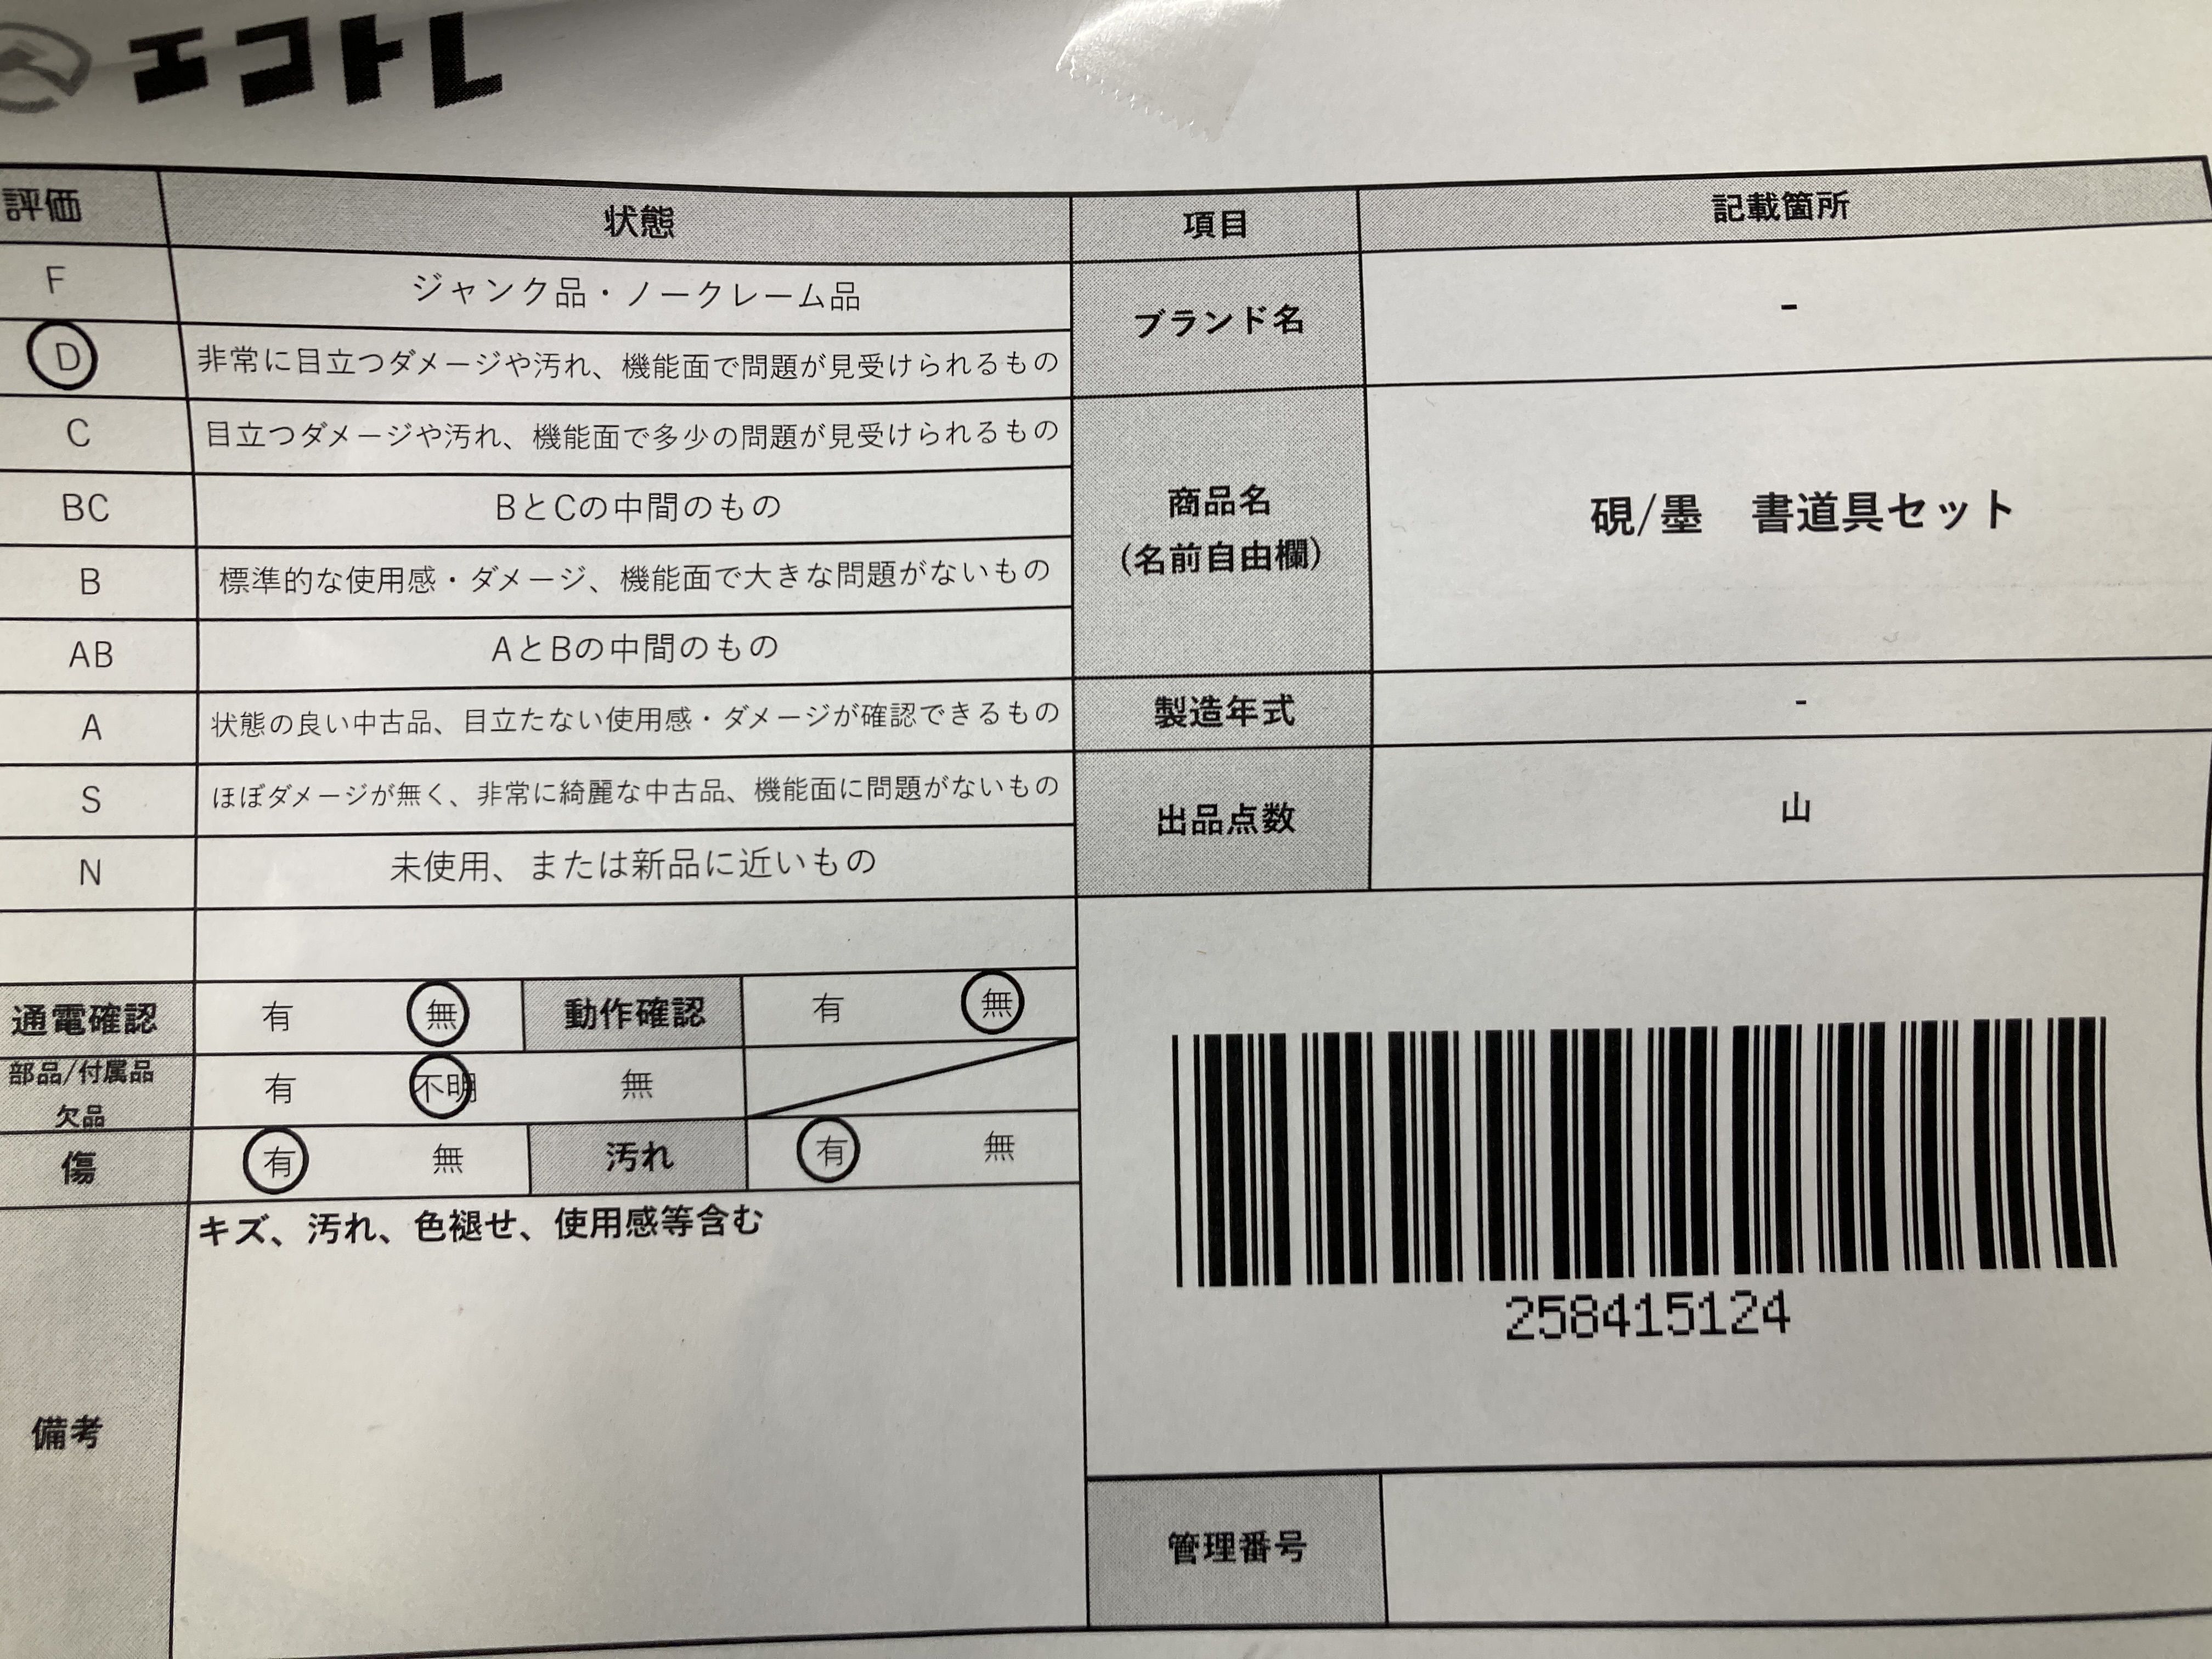 エコトレ
評価 状態 項目 記載箇所
F ジャンク品・ノークレーム品
D 非常に目立つダメージや汚れ、機能面で問題が見受けられるもの
ブランド名 -
C 目立つダメージや汚れ、機能面で多少の問題が見受けられるもの
BC BとCの中間のもの
商品名
(名前自由欄)
硯/墨 書道具セット
B 標準的な使用感・ダメージ、機能面で大きな問題がないもの
AB AとBの中間のもの
A 状態の良い中古品、目立たない使用感・ダメージが確認できるもの
製造年式 -
S ほぼダメージが無く、非常に綺麗な中古品、機能面に問題がないもの
出品点数 山
N 未使用、または新品に近いもの
通電確認 有 無 動作確認 有 無
部品/付属品
欠品
有 不明 無
傷 有 無 汚れ 有 無
備考
キズ、汚れ、色褪せ、使用感等含む
258415124
管理番号